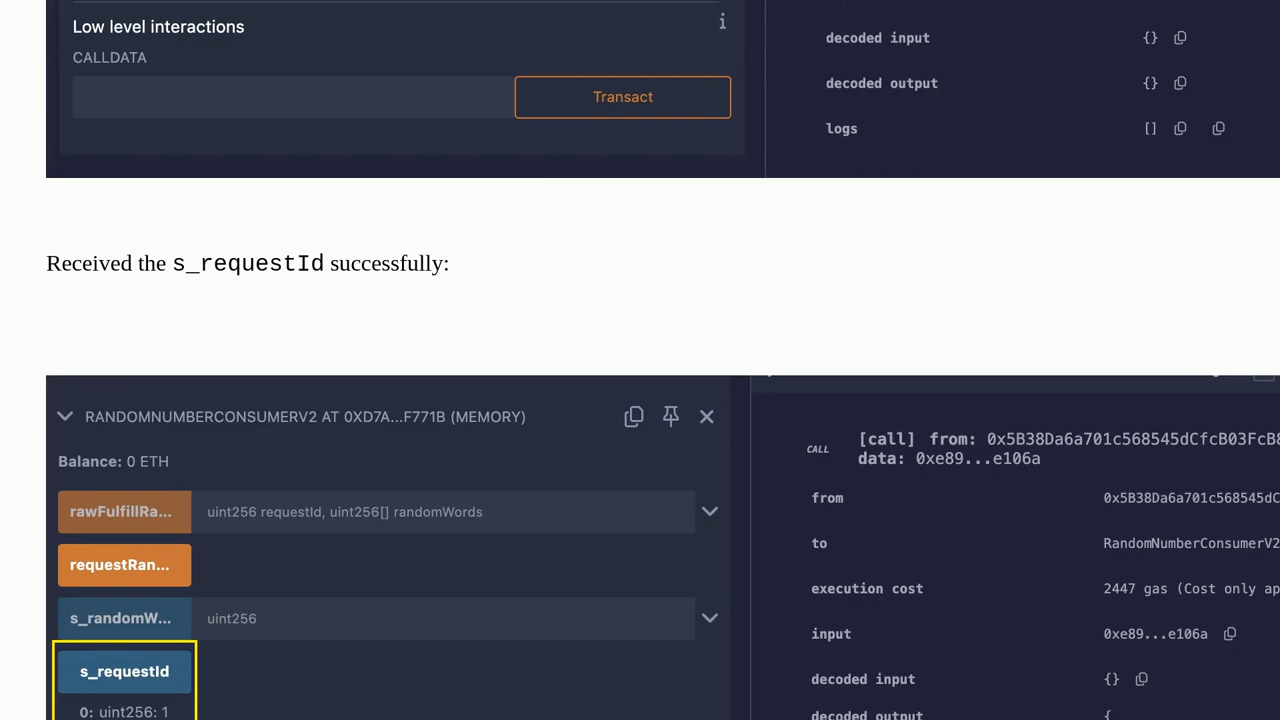 Low level interactions
i
CALLDATA
Transact
decoded input {}
decoded output {}
logs []
Received the s_requestId successfully:
RANDOMNUMBERCONSUMERV2 AT 0XD7A...F771B (MEMORY)
Balance: 0 ETH
rawFulfillRa... uint256 requestId, uint256[] randomWords
requestRan...
s_randomW... uint256
s_requestId
0: uint256: 1
CALL
[call] from: 0x5B38Da6a701c568545dCfcB03FcB8
data: 0xe89...e106a
from 0x5B38Da6a701c568545dC
to RandomNumberConsumerV2
execution cost 2447 gas (Cost only ap
input 0xe89...e106a
decoded input {}
decoded output {